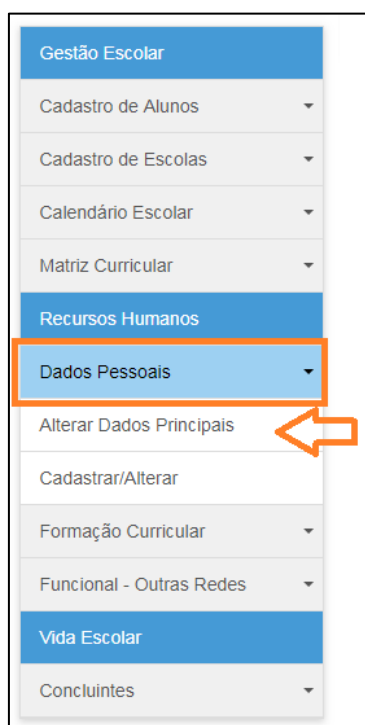 Gestão Escolar
Cadastro de Alunos
Cadastro de Escolas
Calendário Escolar
Matriz Curricular
Recursos Humanos
Dados Pessoais
Alterar Dados Principais
Cadastrar/Alterar
Formação Curricular
Funcional - Outras Redes
Vida Escolar
Concluintes